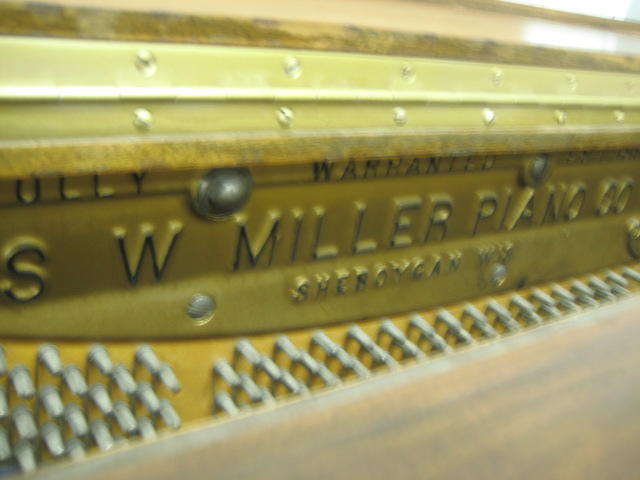 ULLY WARRANTED
S W MILLER PIANO CO
SHEBOYGAN WIS